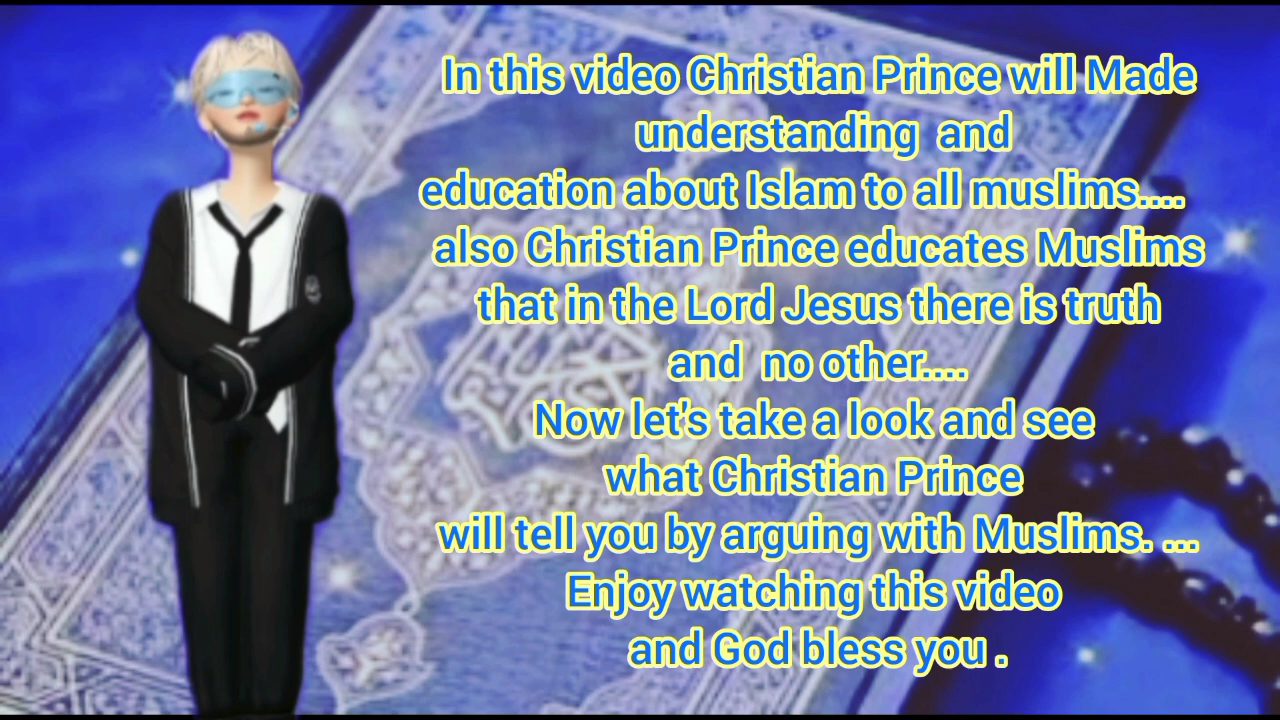 In this video Christian Prince will Made
understanding and
education about Islam to all muslims....
also Christian Prince educates Muslims
that in the Lord Jesus there is truth
and no other....
Now let's take a look and see
what Christian Prince
will tell you by arguing with Muslims. ...
Enjoy watching this video
and God bless you .